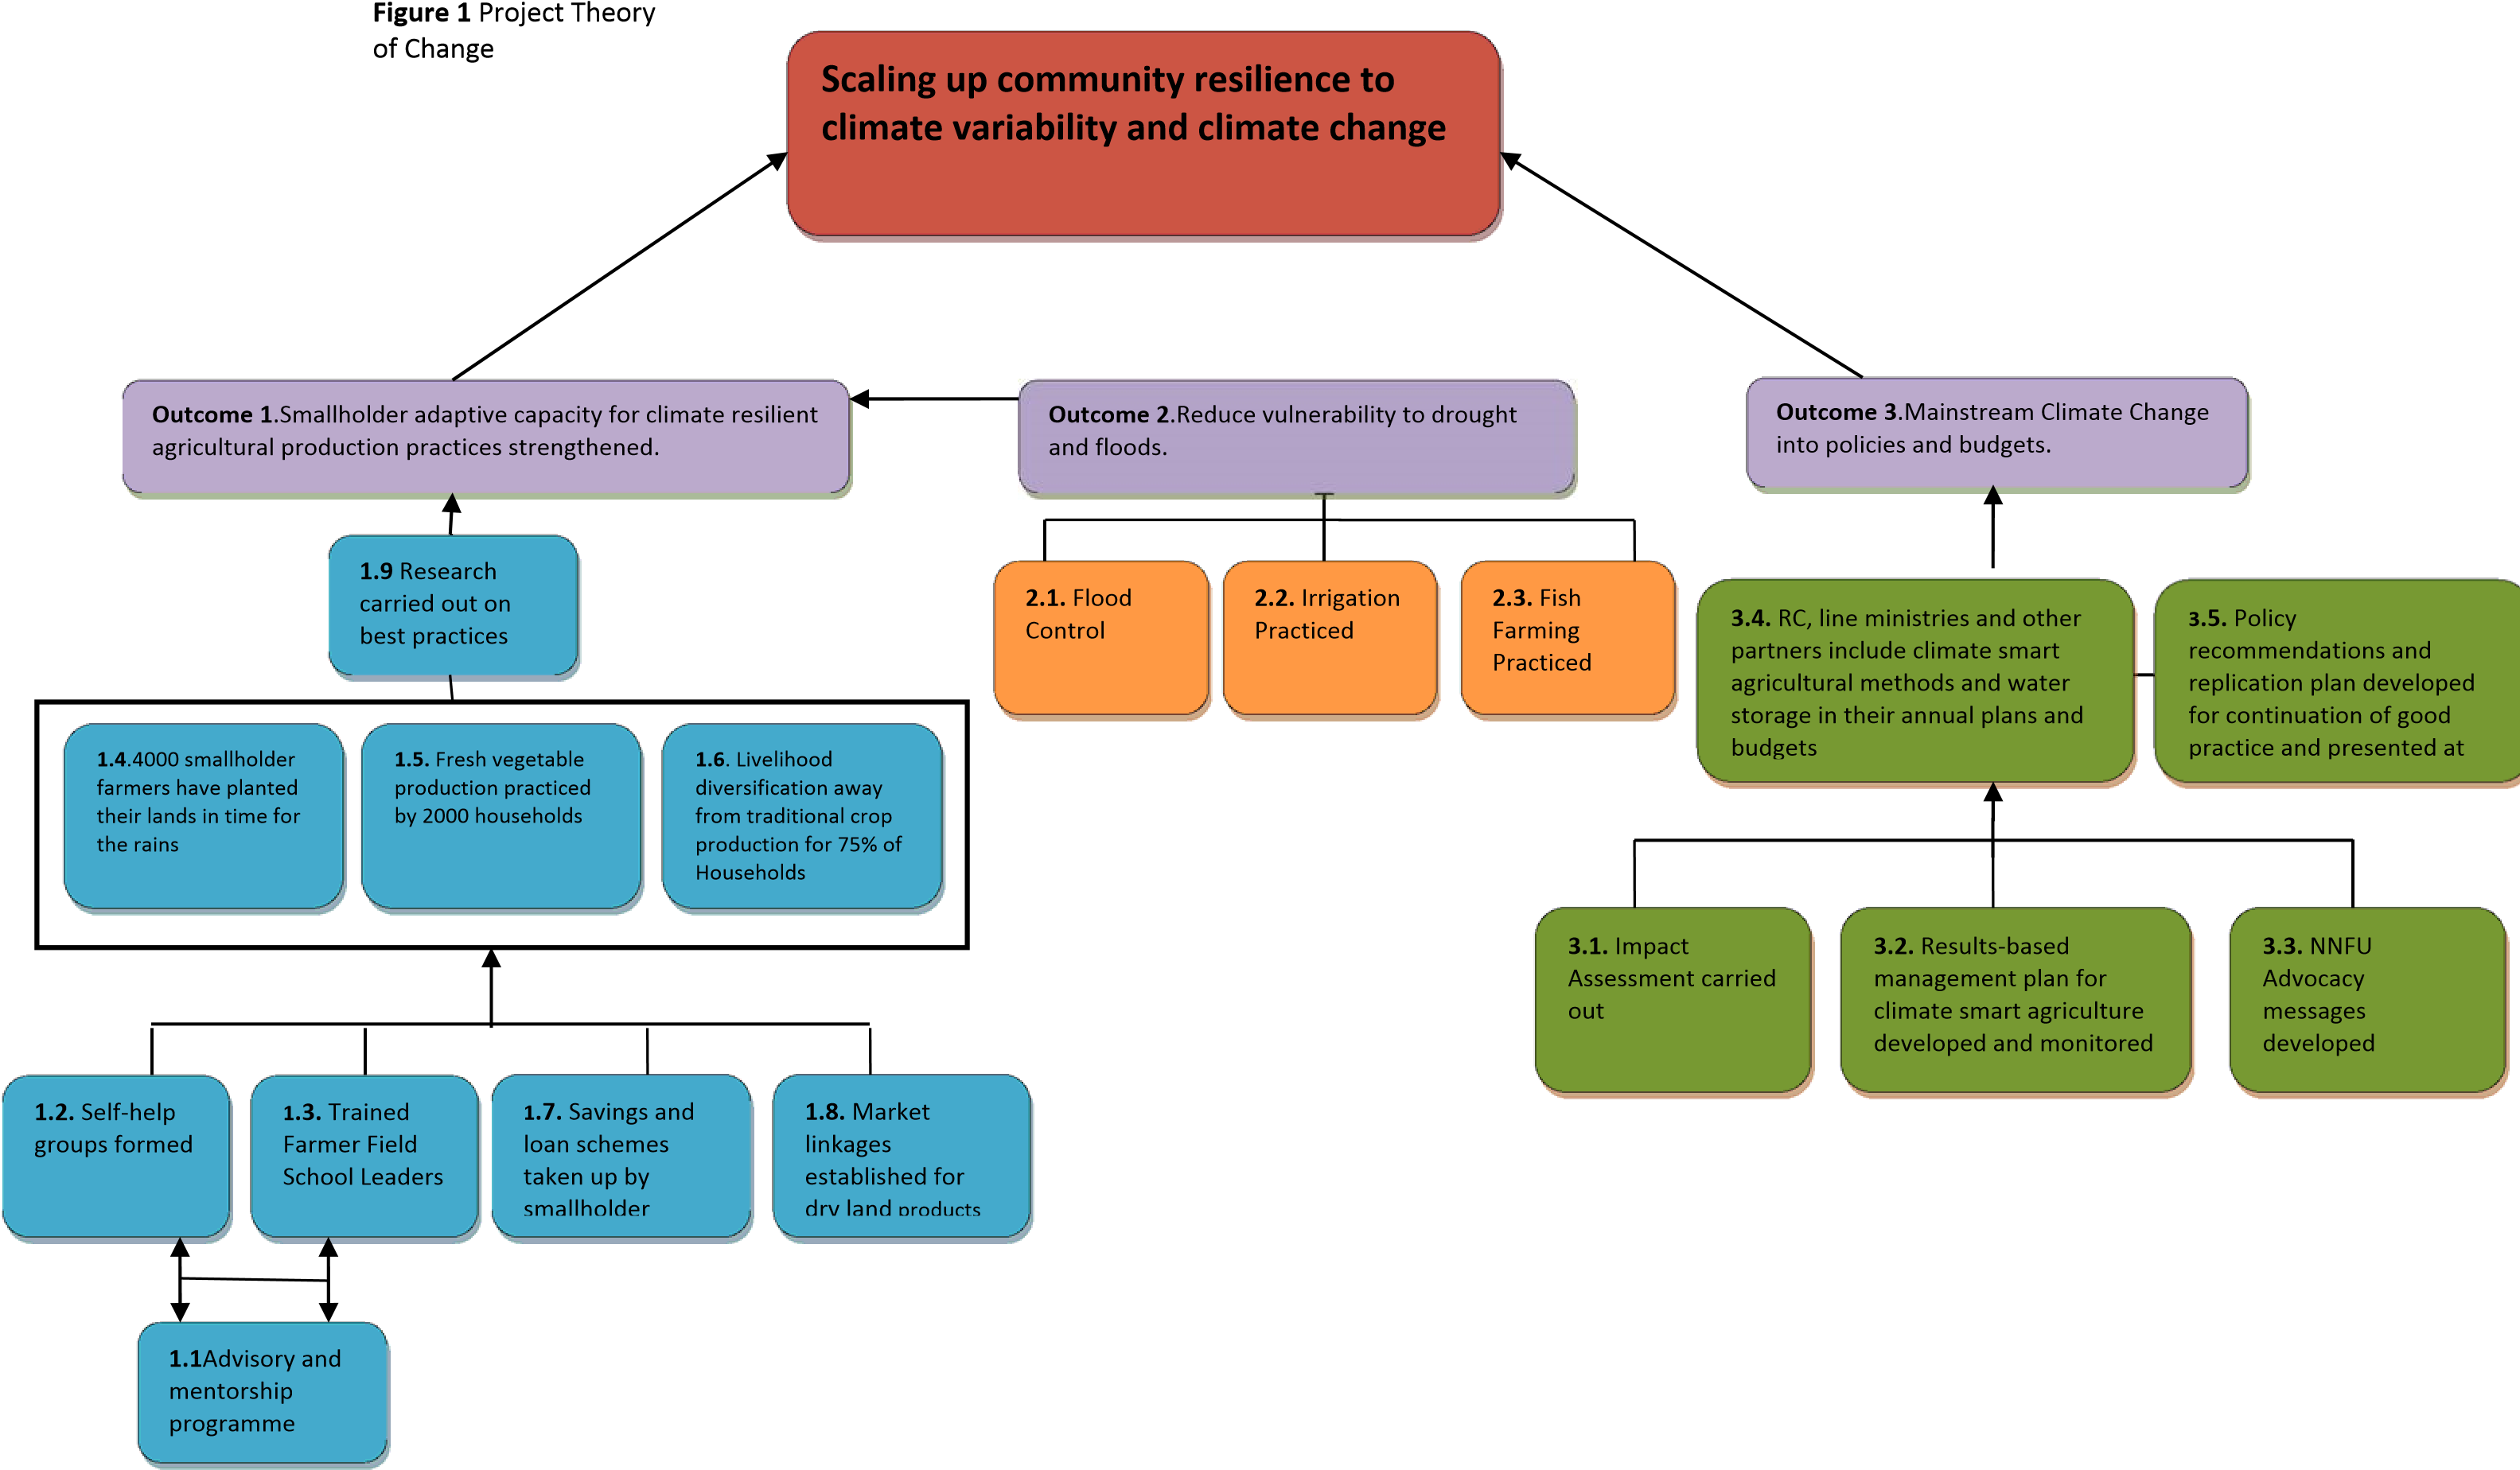 Figure 1 Project Theory
of Change
Scaling up community resilience to
climate variability and climate change
Outcome 1.Smallholder adaptive capacity for climate resilient
agricultural production practices strengthened.
Outcome 2.Reduce vulnerability to drought
and floods.
Outcome 3.Mainstream Climate Change
into policies and budgets.
1.9 Research
carried out on
best practices
2.1. Flood
Control
2.2. Irrigation
Practiced
2.3. Fish
Farming
Practiced
3.4. RC, line ministries and other
partners include climate smart
agricultural methods and water
storage in their annual plans and
budgets
3.5. Policy
recommendations and
replication plan developed
for continuation of good
practice and presented at
1.4.4000 smallholder
farmers have planted
their lands in time for
the rains
1.5. Fresh vegetable
production practiced
by 2000 households
1.6. Livelihood
diversification away
from traditional crop
production for 75% of
Households
3.1. Impact
Assessment carried
out
3.2. Results-based
management plan for
climate smart agriculture
developed and monitored
3.3. NNFU
Advocacy
messages
developed
1.2. Self-help
groups formed
1.3. Trained
Farmer Field
School Leaders
1.7. Savings and
loan schemes
taken up by
smallholder
1.8. Market
linkages
established for
dry land products
1.1Advisory and
mentorship
programme